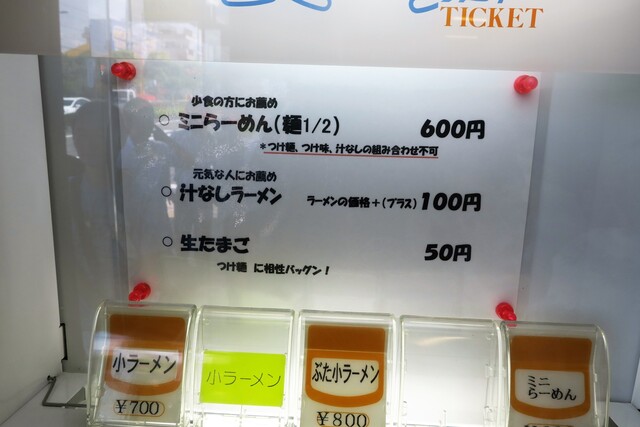 TICKET
少食の方にお薦め
○ ミニらーめん(麺1/2) 600円
*つけ麺、つけ味、汁なしの組み合わせ不可
元気な人にお薦め
○ 汁なしラーメン ラーメンの価格+(プラス)100円
○ 生たまご 50円
つけ麺 に相性バッグン!
小ラーメン
¥700
小ラーメン
ぶた小ラーメン
¥800
ミニ
らーめん